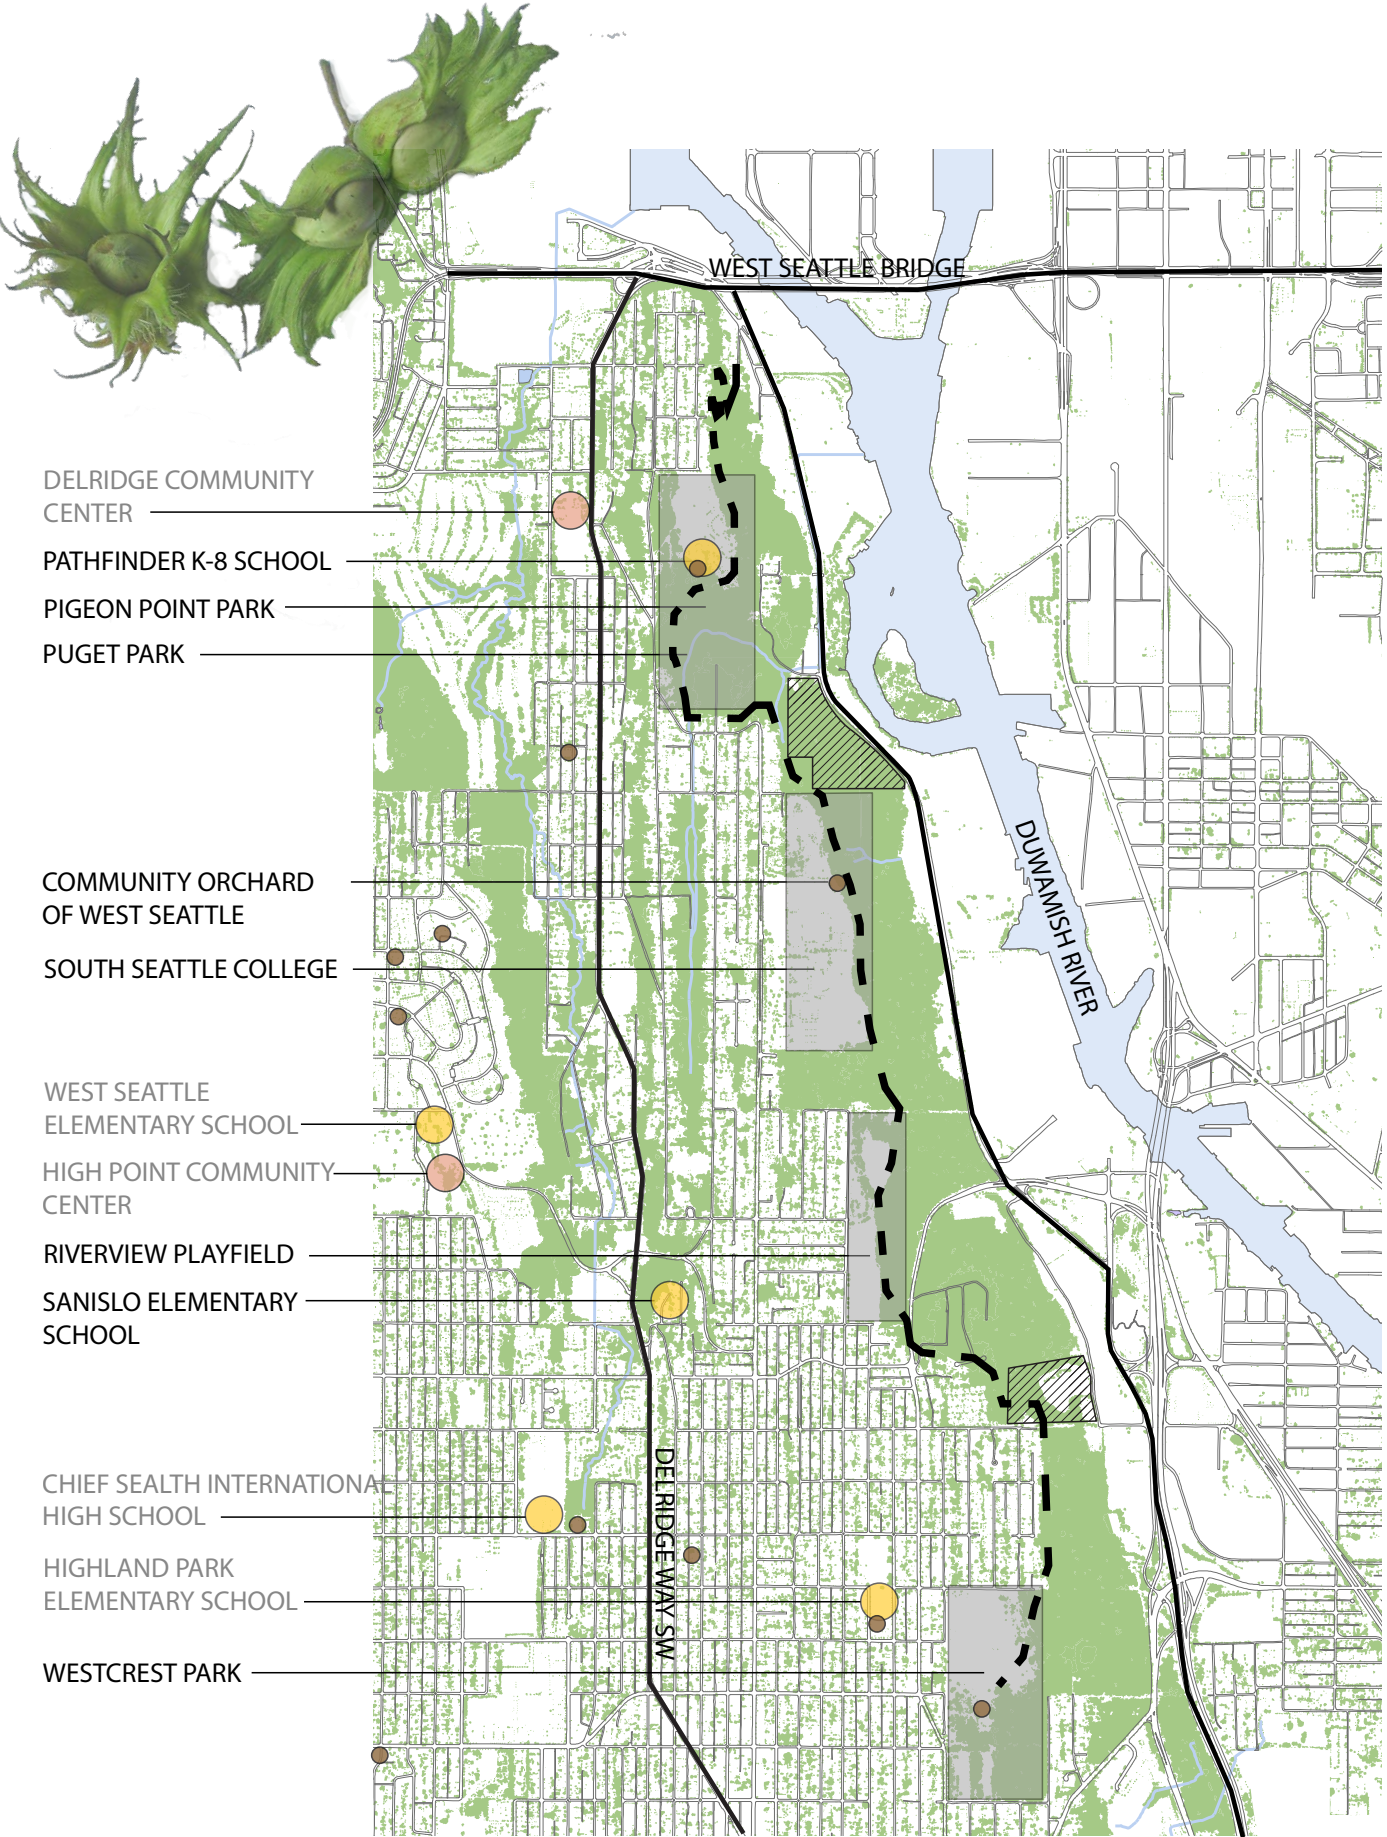 WEST SEATTLE BRIDGE
DELRIDGE COMMUNITY
CENTER
PATHFINDER K-8 SCHOOL
PIGEON POINT PARK
PUGET PARK
COMMUNITY ORCHARD
OF WEST SEATTLE
SOUTH SEATTLE COLLEGE
DUWAMISH RIVER
WEST SEATTLE
ELEMENTARY SCHOOL
HIGH POINT COMMUNITY
CENTER
RIVERVIEW PLAYFIELD
SANISLO ELEMENTARY
SCHOOL
CHIEF SEALTH INTERNATIONAL
HIGH SCHOOL
DELRIDGE WAY SW
HIGHLAND PARK
ELEMENTARY SCHOOL
WESTCREST PARK